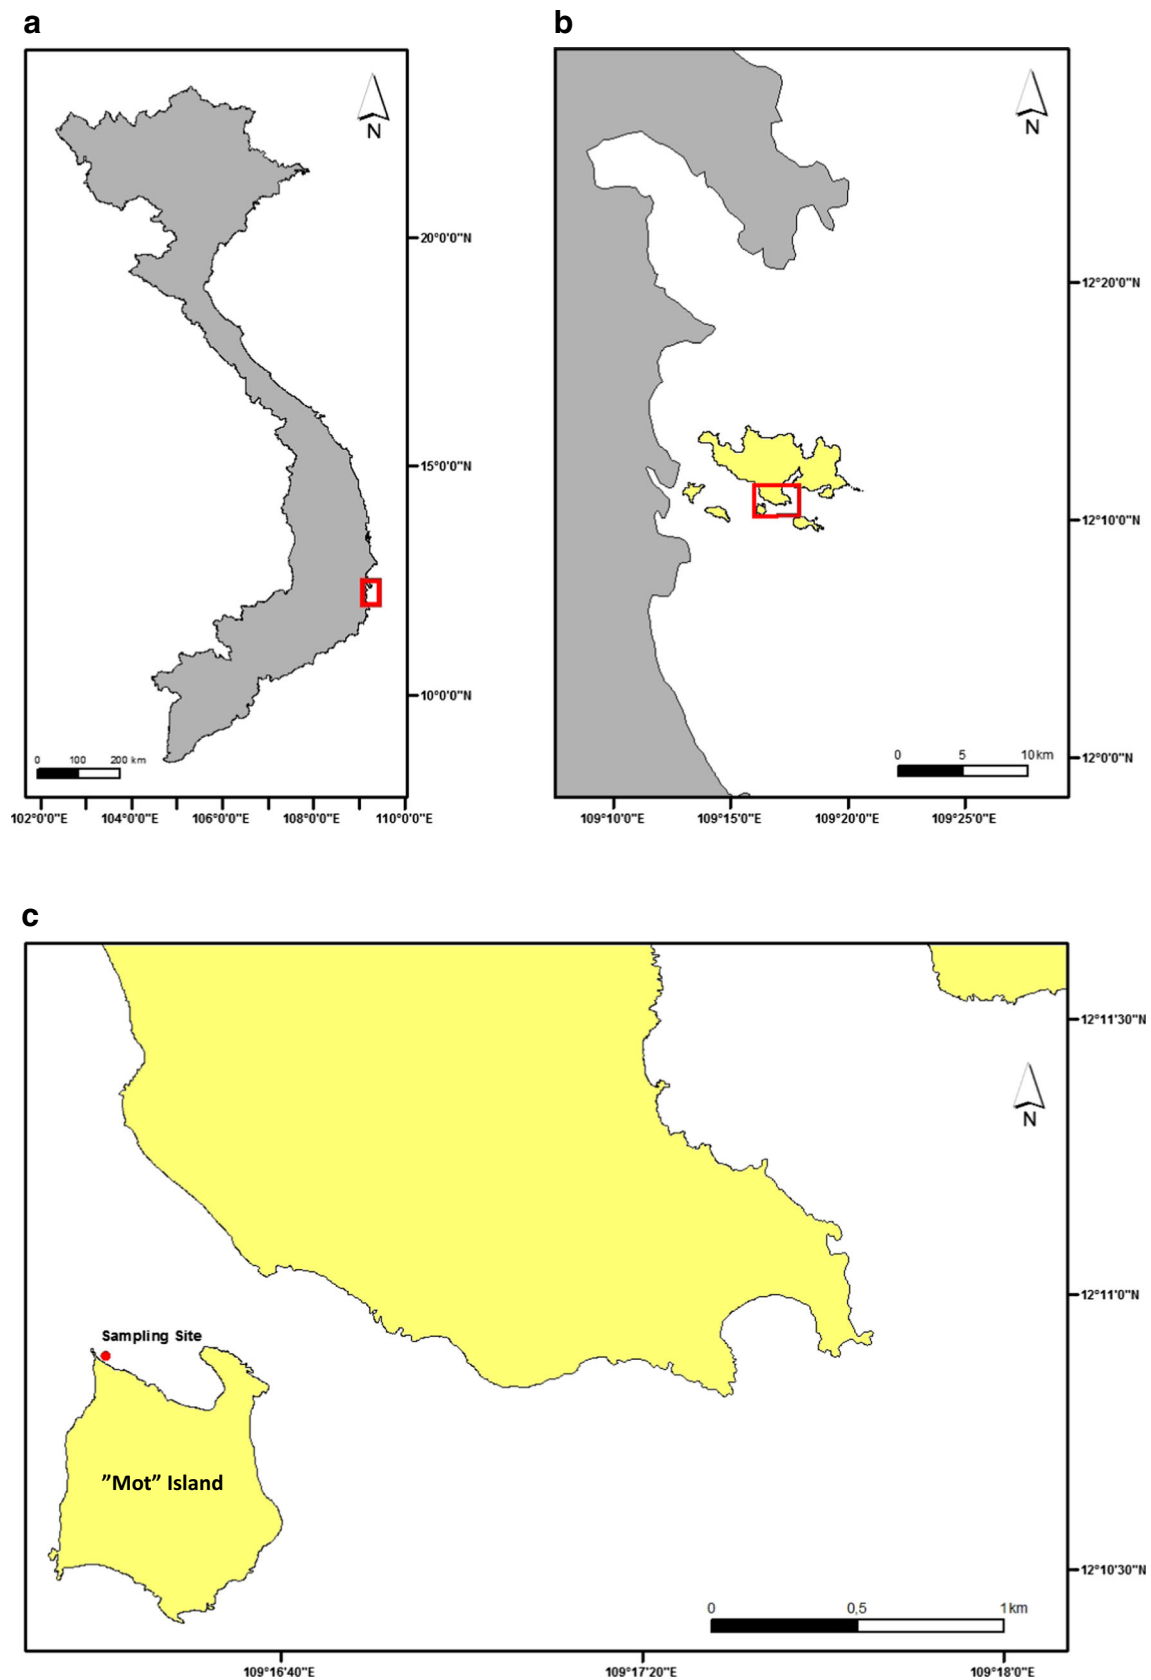 a
N
20°0'0"N
15°0'0"N
10°0'0"N
0 100 200 km
102°0'0"E 104°0'0"E 106°0'0"E 108°0'0"E 110°0'0"E
b
N
12°20'0"N
12°10'0"N
12°0'0"N
0 5 10km
109°10'0"E 109°15'0"E 109°20'0"E 109°25'0"E
c
12°11'30"N
N
12°11'0"N
Sampling Site
”Mot” Island
12°10'30"N
0 0,5 1km
109°16'40"E 109°17'20"E 109°18'0"E